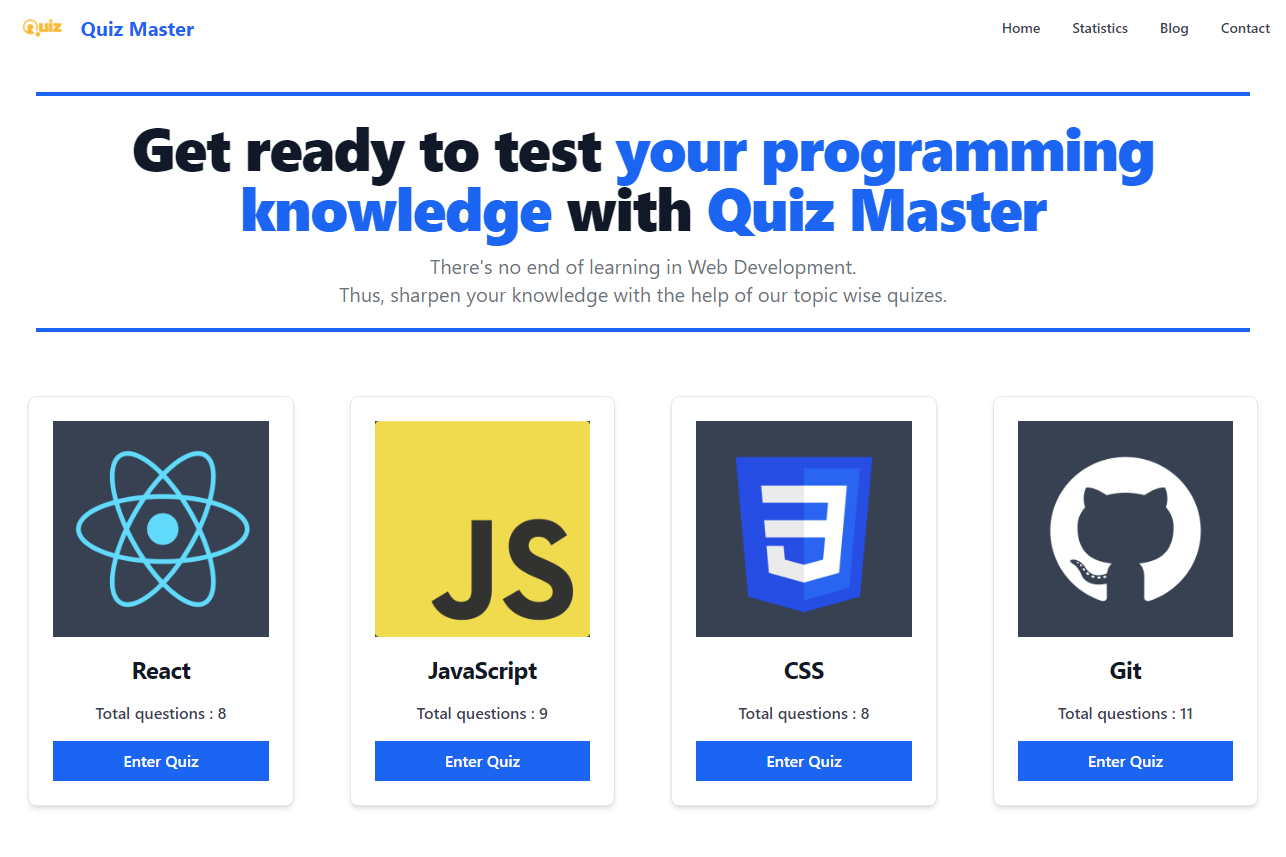 Quiz
Quiz Master
Home
Statistics
Blog
Contact
Get ready to test your programming
knowledge with Quiz Master
There's no end of learning in Web Development.
Thus, sharpen your knowledge with the help of our topic wise quizes.
JS
React
JavaScript
CSS
Git
Total questions : 8
Total questions : 9
Total questions : 8
Total questions : 11
Enter Quiz
Enter Quiz
Enter Quiz
Enter Quiz